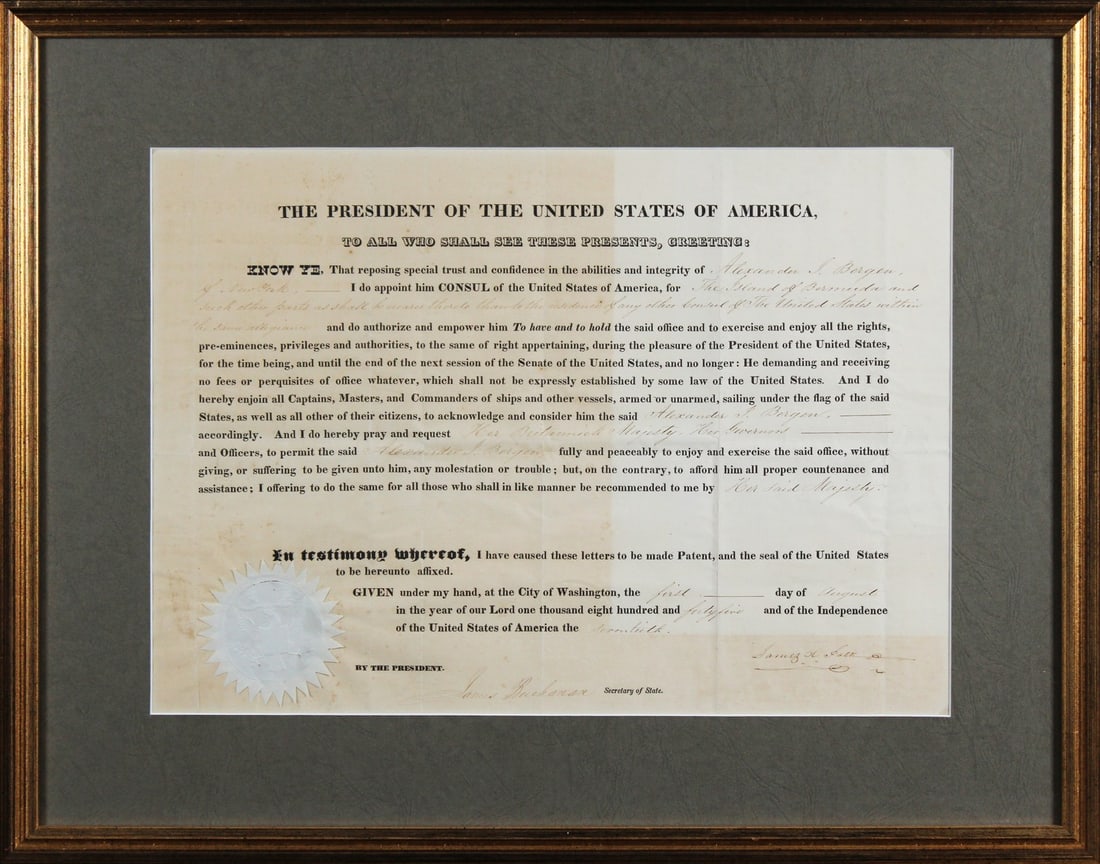 THE PRESIDENT OF THE UNITED STATES OF AMERICA,
TO ALL WHO SHALL SEE THESE PRESENTS, GREETING:
KNOW YE, That reposing special trust and confidence in the abilities and integrity of Alexander J. Bergen,
of New York, I do appoint him CONSUL of the United States of America, for The Island of Bermuda and
such other parts as shall be nearer thereto than to the residence of any other Consul of The United States within
the same allegiance and do authorize and empower him To have and to hold the said office and to exercise and enjoy all the rights,
pre-eminences, privileges and authorities, to the same of right appertaining, during the pleasure of the President of the United States,
for the time being, and until the end of the next session of the Senate of the United States, and no longer: He demanding and receiving
no fees or perquisites of office whatever, which shall not be expressly established by some law of the United States. And I do
hereby enjoin all Captains, Masters, and Commanders of ships and other vessels, armed or unarmed, sailing under the flag of the said
States, as well as all other of their citizens, to acknowledge and consider him the said Alexander J. Bergen,
accordingly. And I do hereby pray and request Her Britannick Majesty, Her Governors
and Officers, to permit the said Alexander J. Bergen fully and peaceably to enjoy and exercise the said office, without
giving, or suffering to be given unto him, any molestation or trouble; but, on the contrary, to afford him all proper countenance and
assistance; I offering to do the same for all those who shall in like manner be recommended to me by Her said Majesty.
In testimony whereof, I have caused these letters to be made Patent, and the seal of the United States
to be hereunto affixed.
GIVEN under my hand, at the City of Washington, the first day of August
in the year of our Lord one thousand eight hundred and forty five and of the Independence
of the United States of America the Seventieth.
James K. Polk
BY THE PRESIDENT.
James Buchanan Secretary of State.